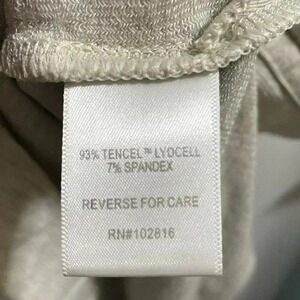 93% TENCEL™ LYOCELL
7% SPANDEX
REVERSE FOR CARE
RN#102816